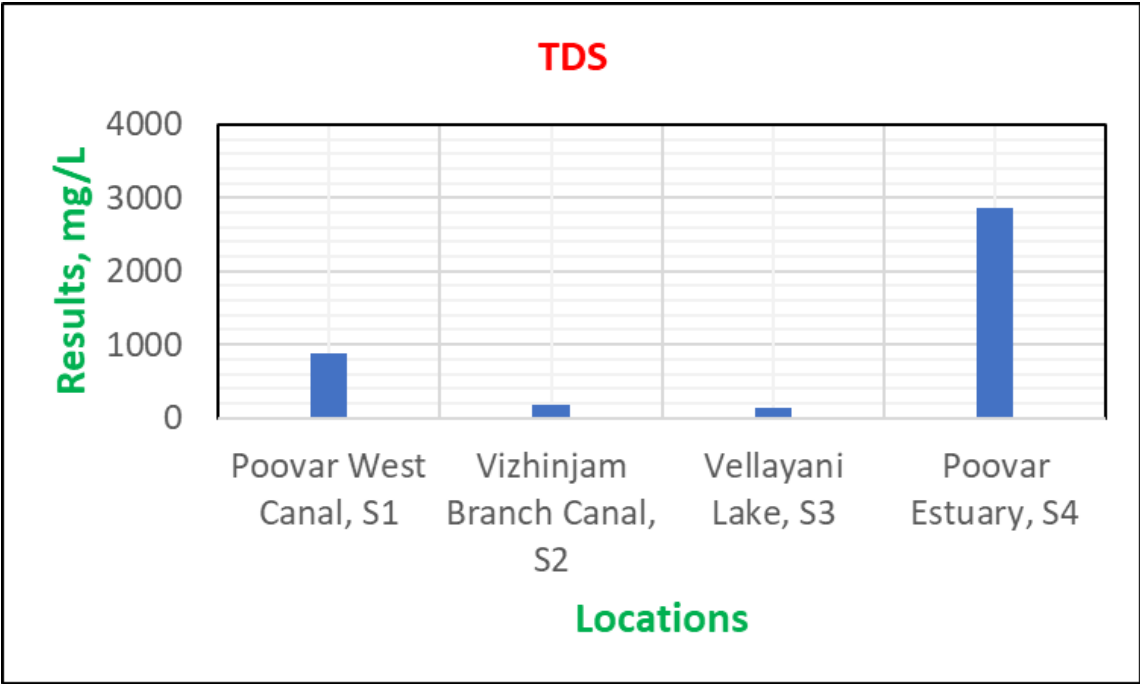 TDS
Results, mg/L
4000
3000
2000
1000
0
Poovar West
Canal, S1
Vizhinjam
Branch Canal,
S2
Vellayani
Lake, S3
Poovar
Estuary, S4
Locations